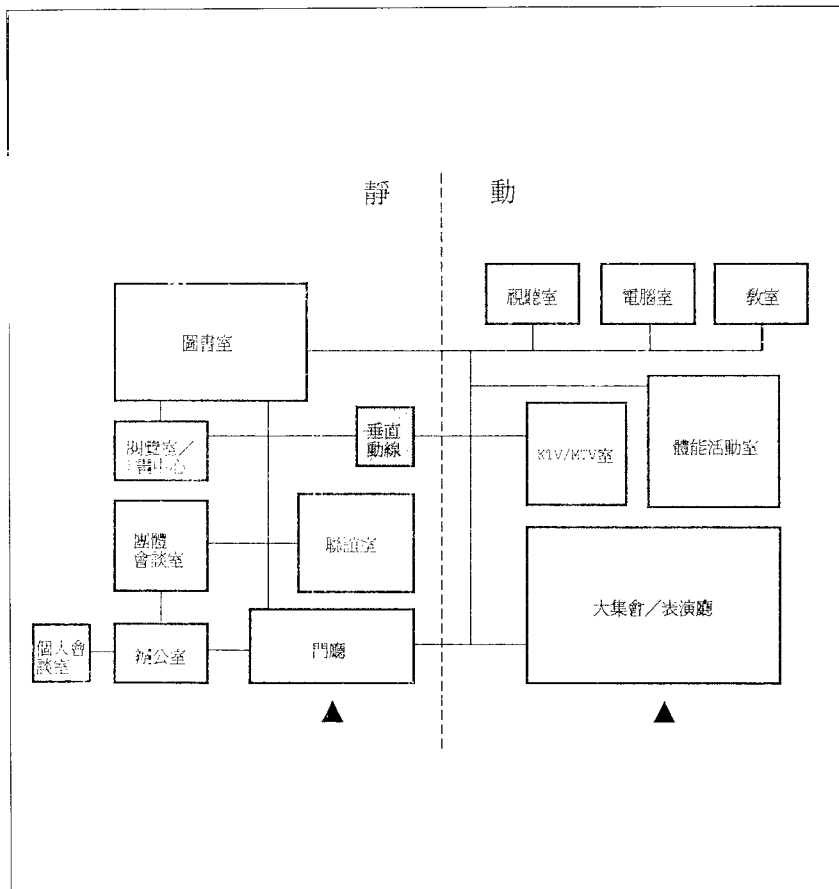 靜
動
視聽室
電腦室
教室
圖書室
垂直
動線
瀏覽室／
中心
KTV/MTV室
體能活動室
團體
會談室
聯誼室
大集會／表演廳
個人會
談室
辦公室
門廳